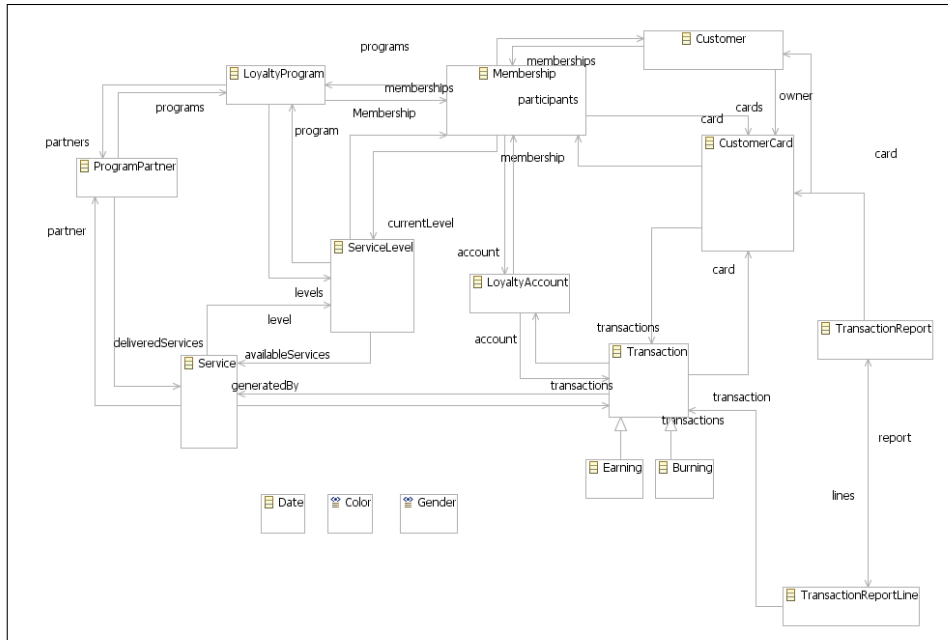 Customer
programs
memberships
LoyaltyProgram
Membership
memberships
participants
owner
programs
Membership
program
cards
card
CustomerCard
partners
membership
card
ProgramPartner
partner
currentLevel
ServiceLevel
account
card
LoyaltyAccount
levels
level
transactions
TransactionReport
deliveredServices
availableServices
account
Service
Transaction
generatedBy
transactions
transaction
transactions
report
Earning
Burning
lines
Date
Color
Gender
TransactionReportLine